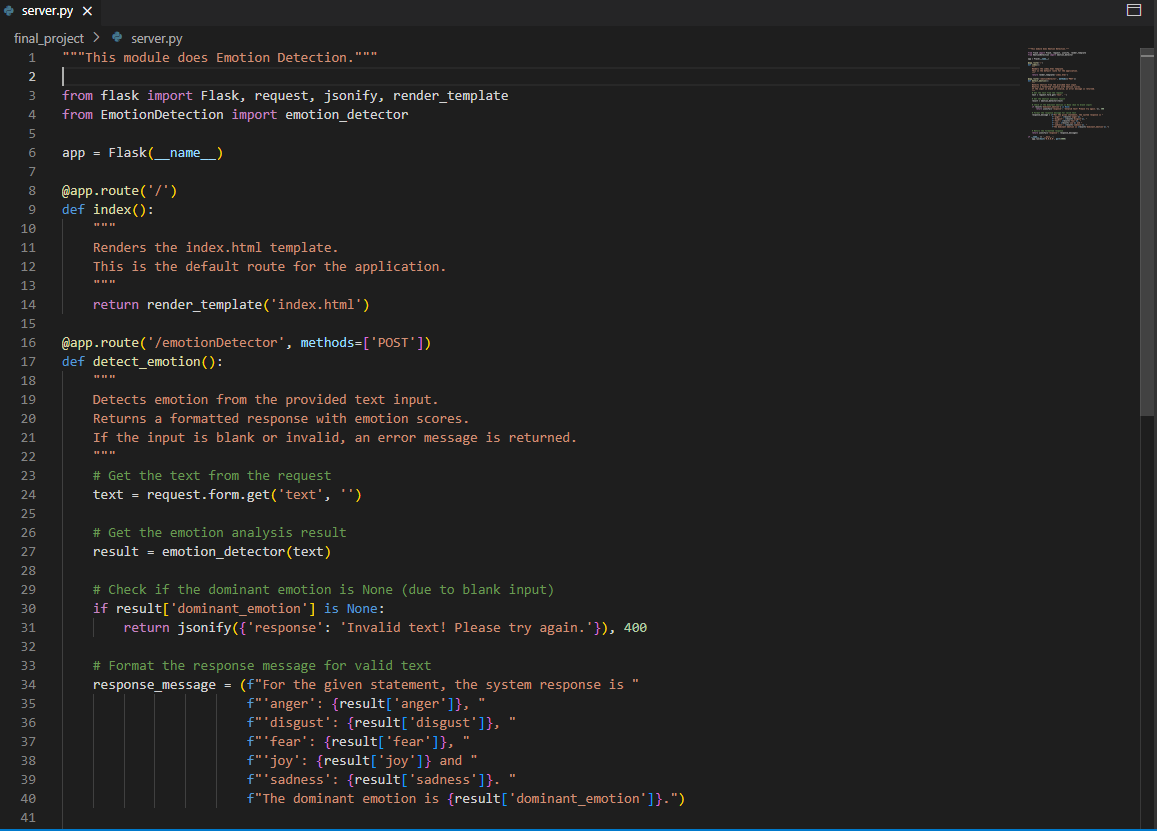 server.py
final_project > server.py
1 """This module does Emotion Detection."""
2
3 from flask import Flask, request, jsonify, render_template
4 from EmotionDetection import emotion_detector
5
6 app = Flask(__name__)
7
8 @app.route('/')
9 def index():
10     """
11     Renders the index.html template.
12     This is the default route for the application.
13     """
14     return render_template('index.html')
15
16 @app.route('/emotionDetector', methods=['POST'])
17 def detect_emotion():
18     """
19     Detects emotion from the provided text input.
20     Returns a formatted response with emotion scores.
21     If the input is blank or invalid, an error message is returned.
22     """
23     # Get the text from the request
24     text = request.form.get('text', '')
25
26     # Get the emotion analysis result
27     result = emotion_detector(text)
28
29     # Check if the dominant emotion is None (due to blank input)
30     if result['dominant_emotion'] is None:
31         return jsonify({'response': 'Invalid text! Please try again.'}), 400
32
33     # Format the response message for valid text
34     response_message = (f"For the given statement, the system response is "
35                         f"'anger': {result['anger']}, "
36                         f"'disgust': {result['disgust']}, "
37                         f"'fear': {result['fear']}, "
38                         f"'joy': {result['joy']} and "
39                         f"'sadness': {result['sadness']}. "
40                         f"The dominant emotion is {result['dominant_emotion']}.")
41